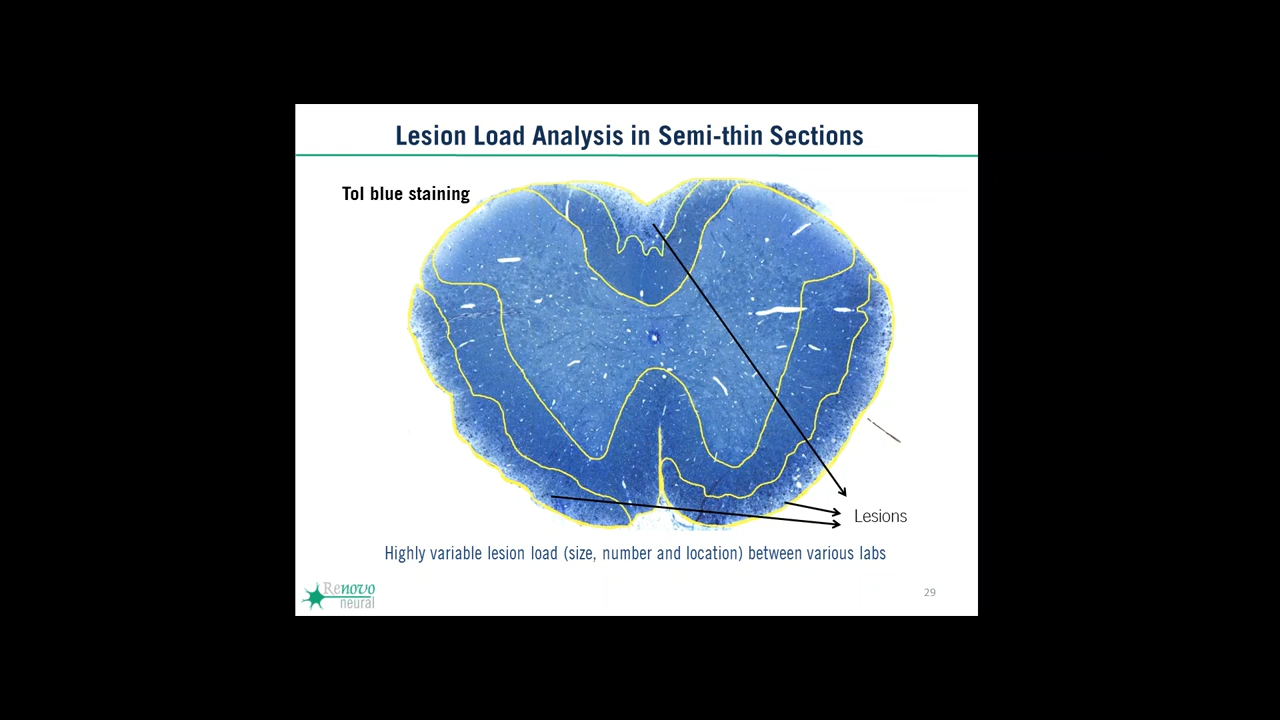 Lesion Load Analysis in Semi-thin Sections
Tol blue staining
Lesions
Highly variable lesion load (size, number and location) between various labs
Renovo
neural
29